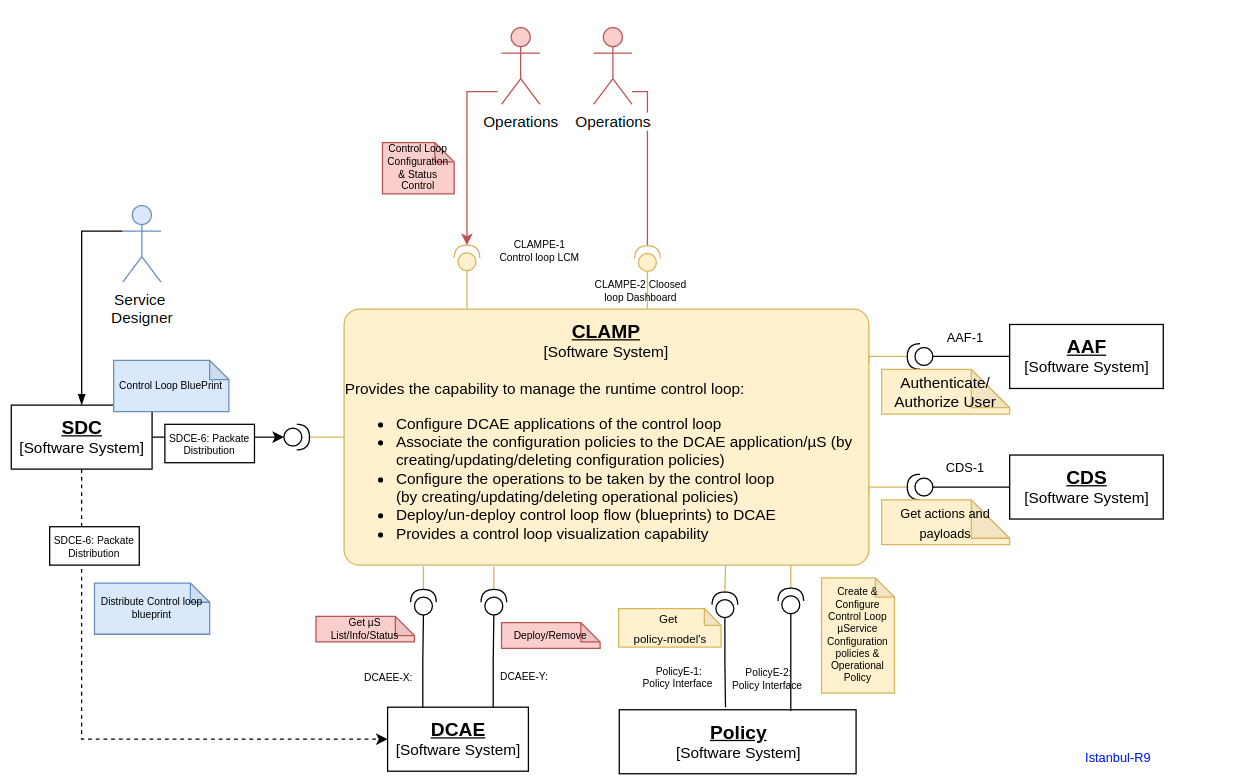 Operations
Operations
Control Loop
Configuration
& Status
Control
CLAMPE-1
Control loop LCM
CLAMPE-2 Cloosed
loop Dashboard
Service
Designer
Control Loop BluePrint
SDC
[Software System]
SDCE-6: Packate
Distribution
CLAMP
[Software System]
Provides the capability to manage the runtime control loop:
• Configure DCAE applications of the control loop
• Associate the configuration policies to the DCAE application/µS (by
creating/updating/deleting configuration policies)
• Configure the operations to be taken by the control loop
(by creating/updating/deleting operational policies)
• Deploy/un-deploy control loop flow (blueprints) to DCAE
• Provides a control loop visualization capability
AAF-1
AAF
[Software System]
Authenticate/
Authorize User
CDS-1
CDS
[Software System]
Get actions and
payloads
SDCE-6: Packate
Distribution
Distribute Control loop
blueprint
Get µS
List/Info/Status
Deploy/Remove
DCAEE-X:
DCAEE-Y:
Get
policy-model's
PolicyE-1:
Policy Interface
PolicyE-2:
Policy Interface
Create &
Configure
Control Loop
µService
Configuration
policies &
Operational
Policy
DCAE
[Software System]
Policy
[Software System]
Istanbul-R9